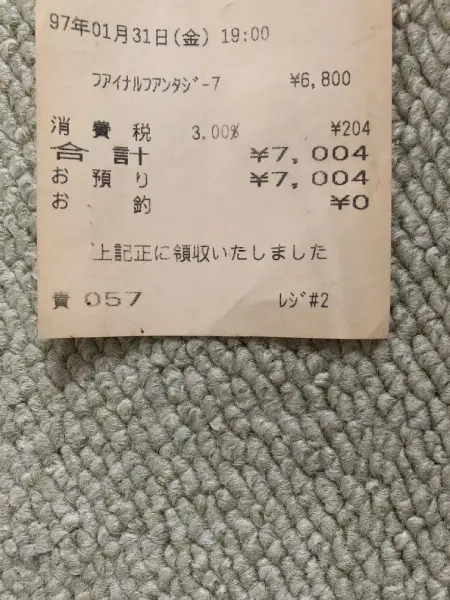 97年01月31日(金) 19:00
ﾌｱｲﾅﾙﾌｱﾝﾀｼﾞｰ7 ¥6,800
消費税 3.00% ¥204
合計 ¥7,004
お預り ¥7,004
お釣 ¥0
上記正に領収いたしました
責 057 ﾚｼﾞ#2